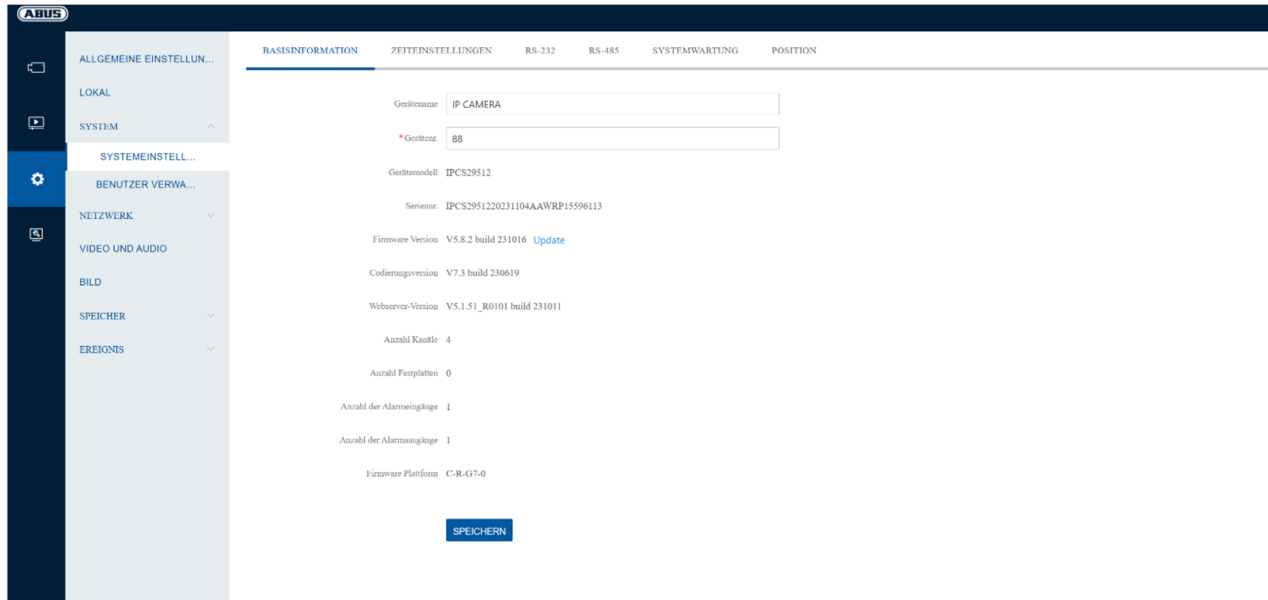 ABUS
BASISINFORMATION ZEITEINSTELLUNGEN RS-232 RS-485 SYSTEMWARTUNG POSITION
ALLGEMEINE EINSTELLUN...
LOKAL
SYSTEM
SYSTEMEINSTELL...
BENUTZER VERWA...
NETZWERK
VIDEO UND AUDIO
BILD
SPEICHER
EREIGNIS
Gerätename IP CAMERA
*Gerätenr. 88
Gerätemodell IPCS29512
Seriennr. IPCS2951220231104AAWRP15596113
Firmware Version V5.8.2 build 231016 Update
Codierungsversion V7.3 build 230619
Webserver-Version V5.1.51_R0101 build 231011
Anzahl Kanäle 4
Anzahl Festplatten 0
Anzahl der Alarmeingänge 1
Anzahl der Alarmausgänge 1
Firmware Plattform C-R-G7-0
SPEICHERN